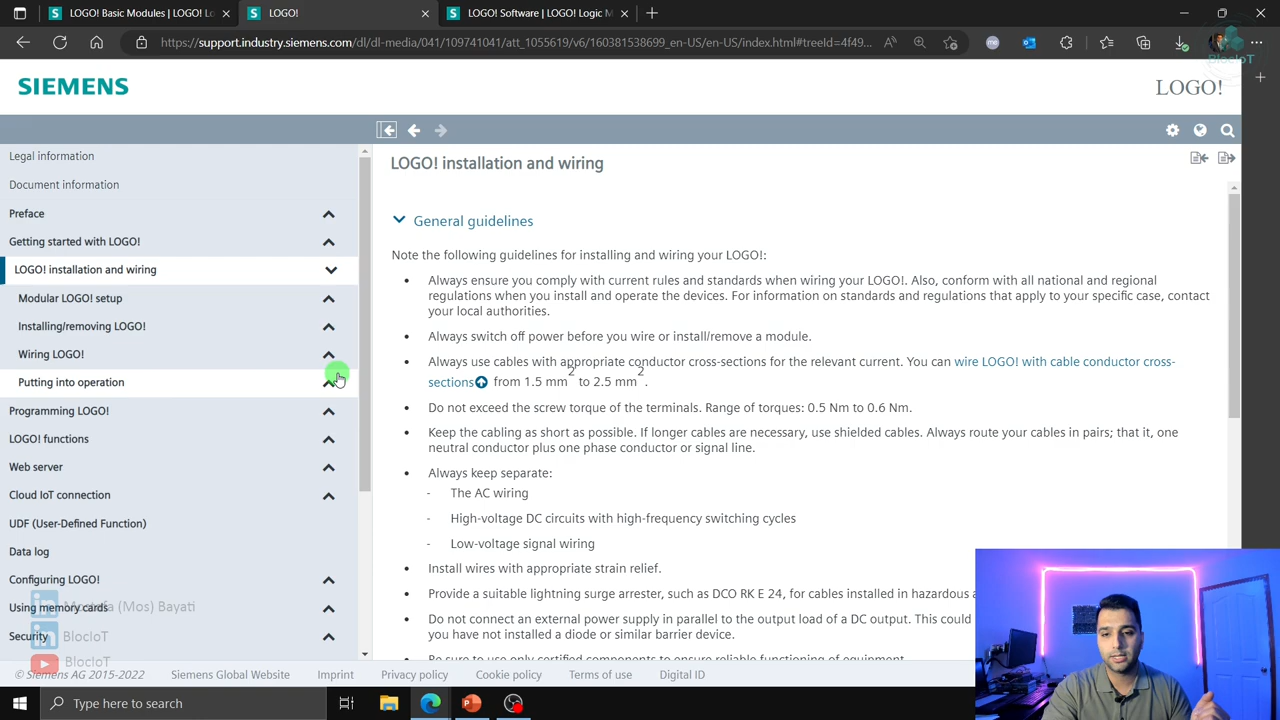 LOGO! Basic Modules | LOGO! Lo
LOGO!
LOGO! Software | LOGO! Logic M
https://support.industry.siemens.com/dl/dl-media/041/109741041/att_1055619/v6/160381538699_en-US/en-US/index.html#treeId=4f49...
BlocIoT
SIEMENS
LOGO!
Legal information
Document information
Preface
Getting started with LOGO!
LOGO! installation and wiring
Modular LOGO! setup
Installing/removing LOGO!
Wiring LOGO!
Putting into operation
Programming LOGO!
LOGO! functions
Web server
Cloud IoT connection
UDF (User-Defined Function)
Data log
Configuring LOGO!
Using memory cards
(Mos) Bayati
Security
BlocIoT
BlocIoT
LOGO! installation and wiring
General guidelines
Note the following guidelines for installing and wiring your LOGO!:
• Always ensure you comply with current rules and standards when wiring your LOGO!. Also, conform with all national and regional
regulations when you install and operate the devices. For information on standards and regulations that apply to your specific case, contact
your local authorities.
• Always switch off power before you wire or install/remove a module.
• Always use cables with appropriate conductor cross-sections for the relevant current. You can wire LOGO! with cable conductor cross-
sections from 1.5 mm2 to 2.5 mm2.
• Do not exceed the screw torque of the terminals. Range of torques: 0.5 Nm to 0.6 Nm.
• Keep the cabling as short as possible. If longer cables are necessary, use shielded cables. Always route your cables in pairs; that it, one
neutral conductor plus one phase conductor or signal line.
• Always keep separate:
- The AC wiring
- High-voltage DC circuits with high-frequency switching cycles
- Low-voltage signal wiring
• Install wires with appropriate strain relief.
• Provide a suitable lightning surge arrester, such as DCO RK E 24, for cables installed in hazardous a
• Do not connect an external power supply in parallel to the output load of a DC output. This could
you have not installed a diode or similar barrier device.
• Be sure to use only certified components to ensure reliable functioning of equipment.
© Siemens AG 2015-2022
Siemens Global Website
Imprint
Privacy policy
Cookie policy
Terms of use
Digital ID
Type here to search